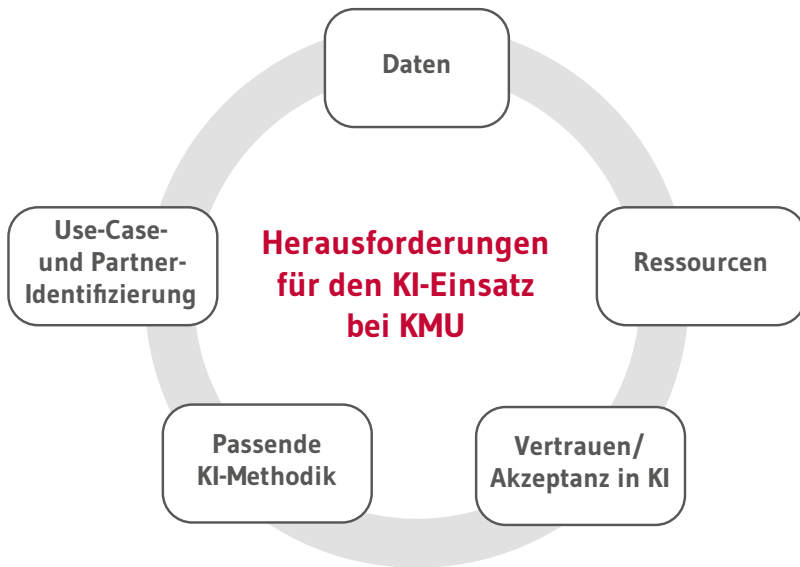 Daten
Use-Case-
und Partner-
Identifizierung
Herausforderungen
für den KI-Einsatz
bei KMU
Ressourcen
Passende
KI-Methodik
Vertrauen/
Akzeptanz in KI